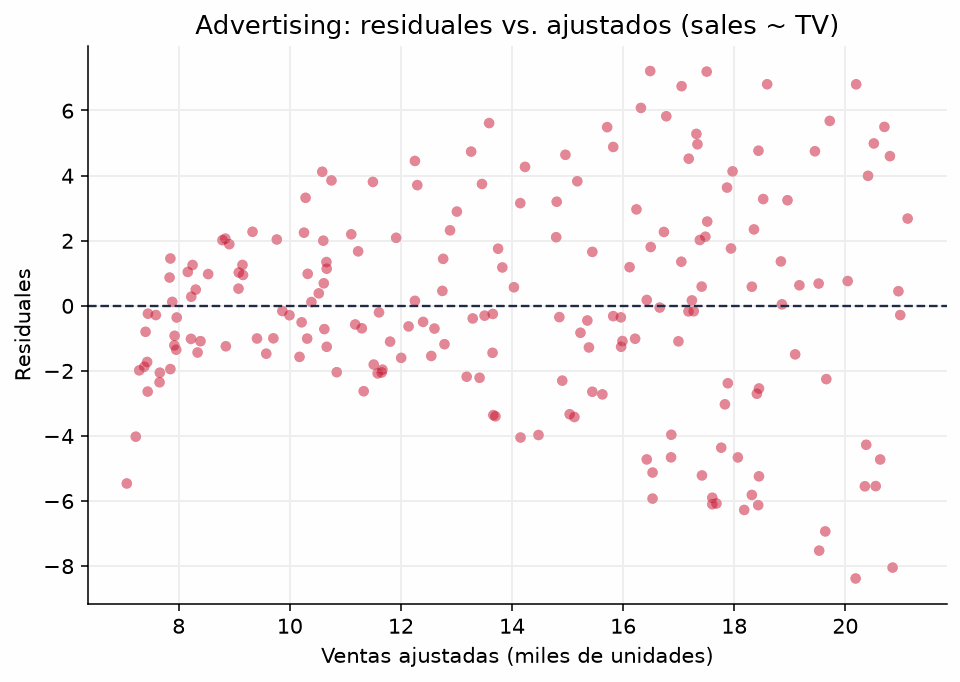 Advertising: residuales vs. ajustados (sales ~ TV)
Residuales
6
4
2
0
−2
−4
−6
−8
8 10 12 14 16 18 20
Ventas ajustadas (miles de unidades)